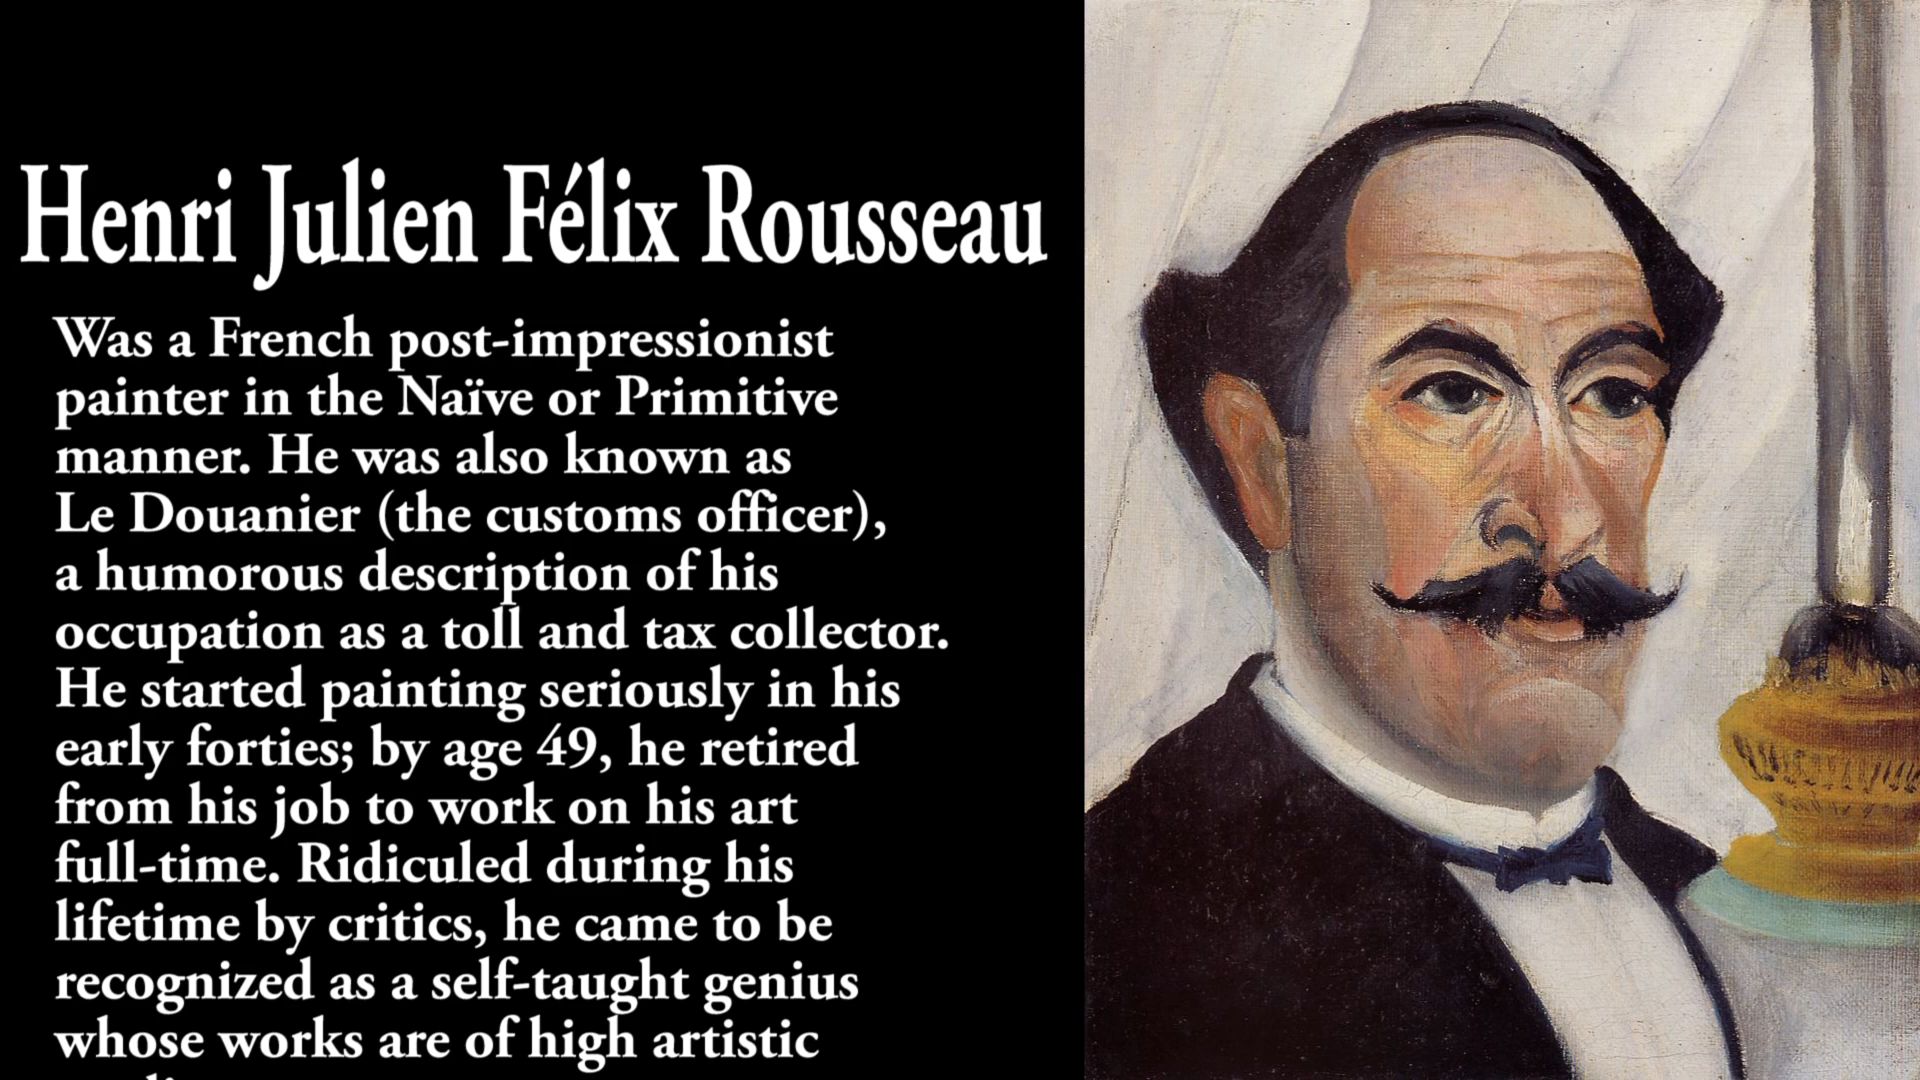 Henri Julien Félix Rousseau
Was a French post-impressionist
painter in the Naïve or Primitive
manner. He was also known as
Le Douanier (the customs officer),
a humorous description of his
occupation as a toll and tax collector.
He started painting seriously in his
early forties; by age 49, he retired
from his job to work on his art
full-time. Ridiculed during his
lifetime by critics, he came to be
recognized as a self-taught genius
whose works are of high artistic